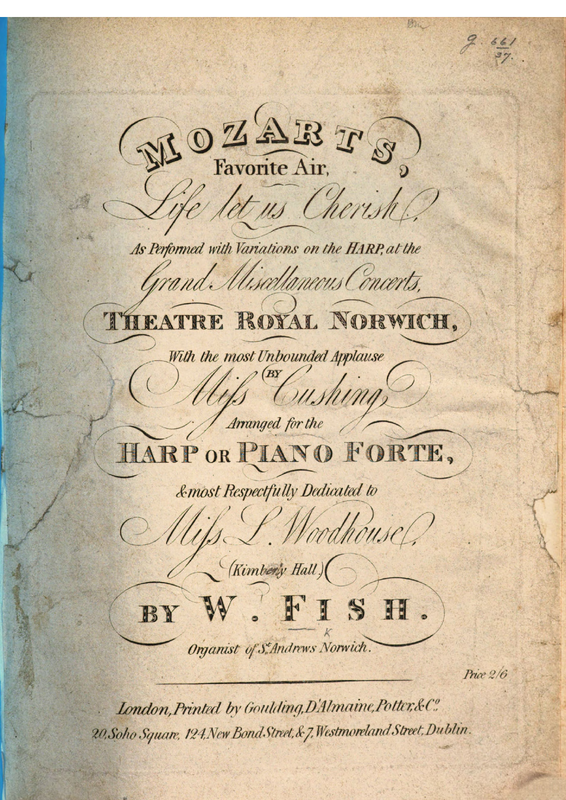 g. 661
37.
MOZARTS,
Favorite Air,
Life let us Cherish,
As Performed with Variations on the HARP, at the
Grand Miscellaneous Concerts,
THEATRE ROYAL NORWICH,
With the most Unbounded Applause
BY
Miſs Cushing,
Arranged for the
HARP OR PIANO FORTE,
& most Respectfully Dedicated to
Miſs L. Woodhouse,
(Kimberly Hall)
BY W. FISH.
K
Organist of St. Andrews Norwich.
Price 2/6
London, Printed by Goulding, D'Almaine, Potter, & Co.
20, Soho Square, 124, New Bond Street, & 7, Westmoreland Street, Dublin.